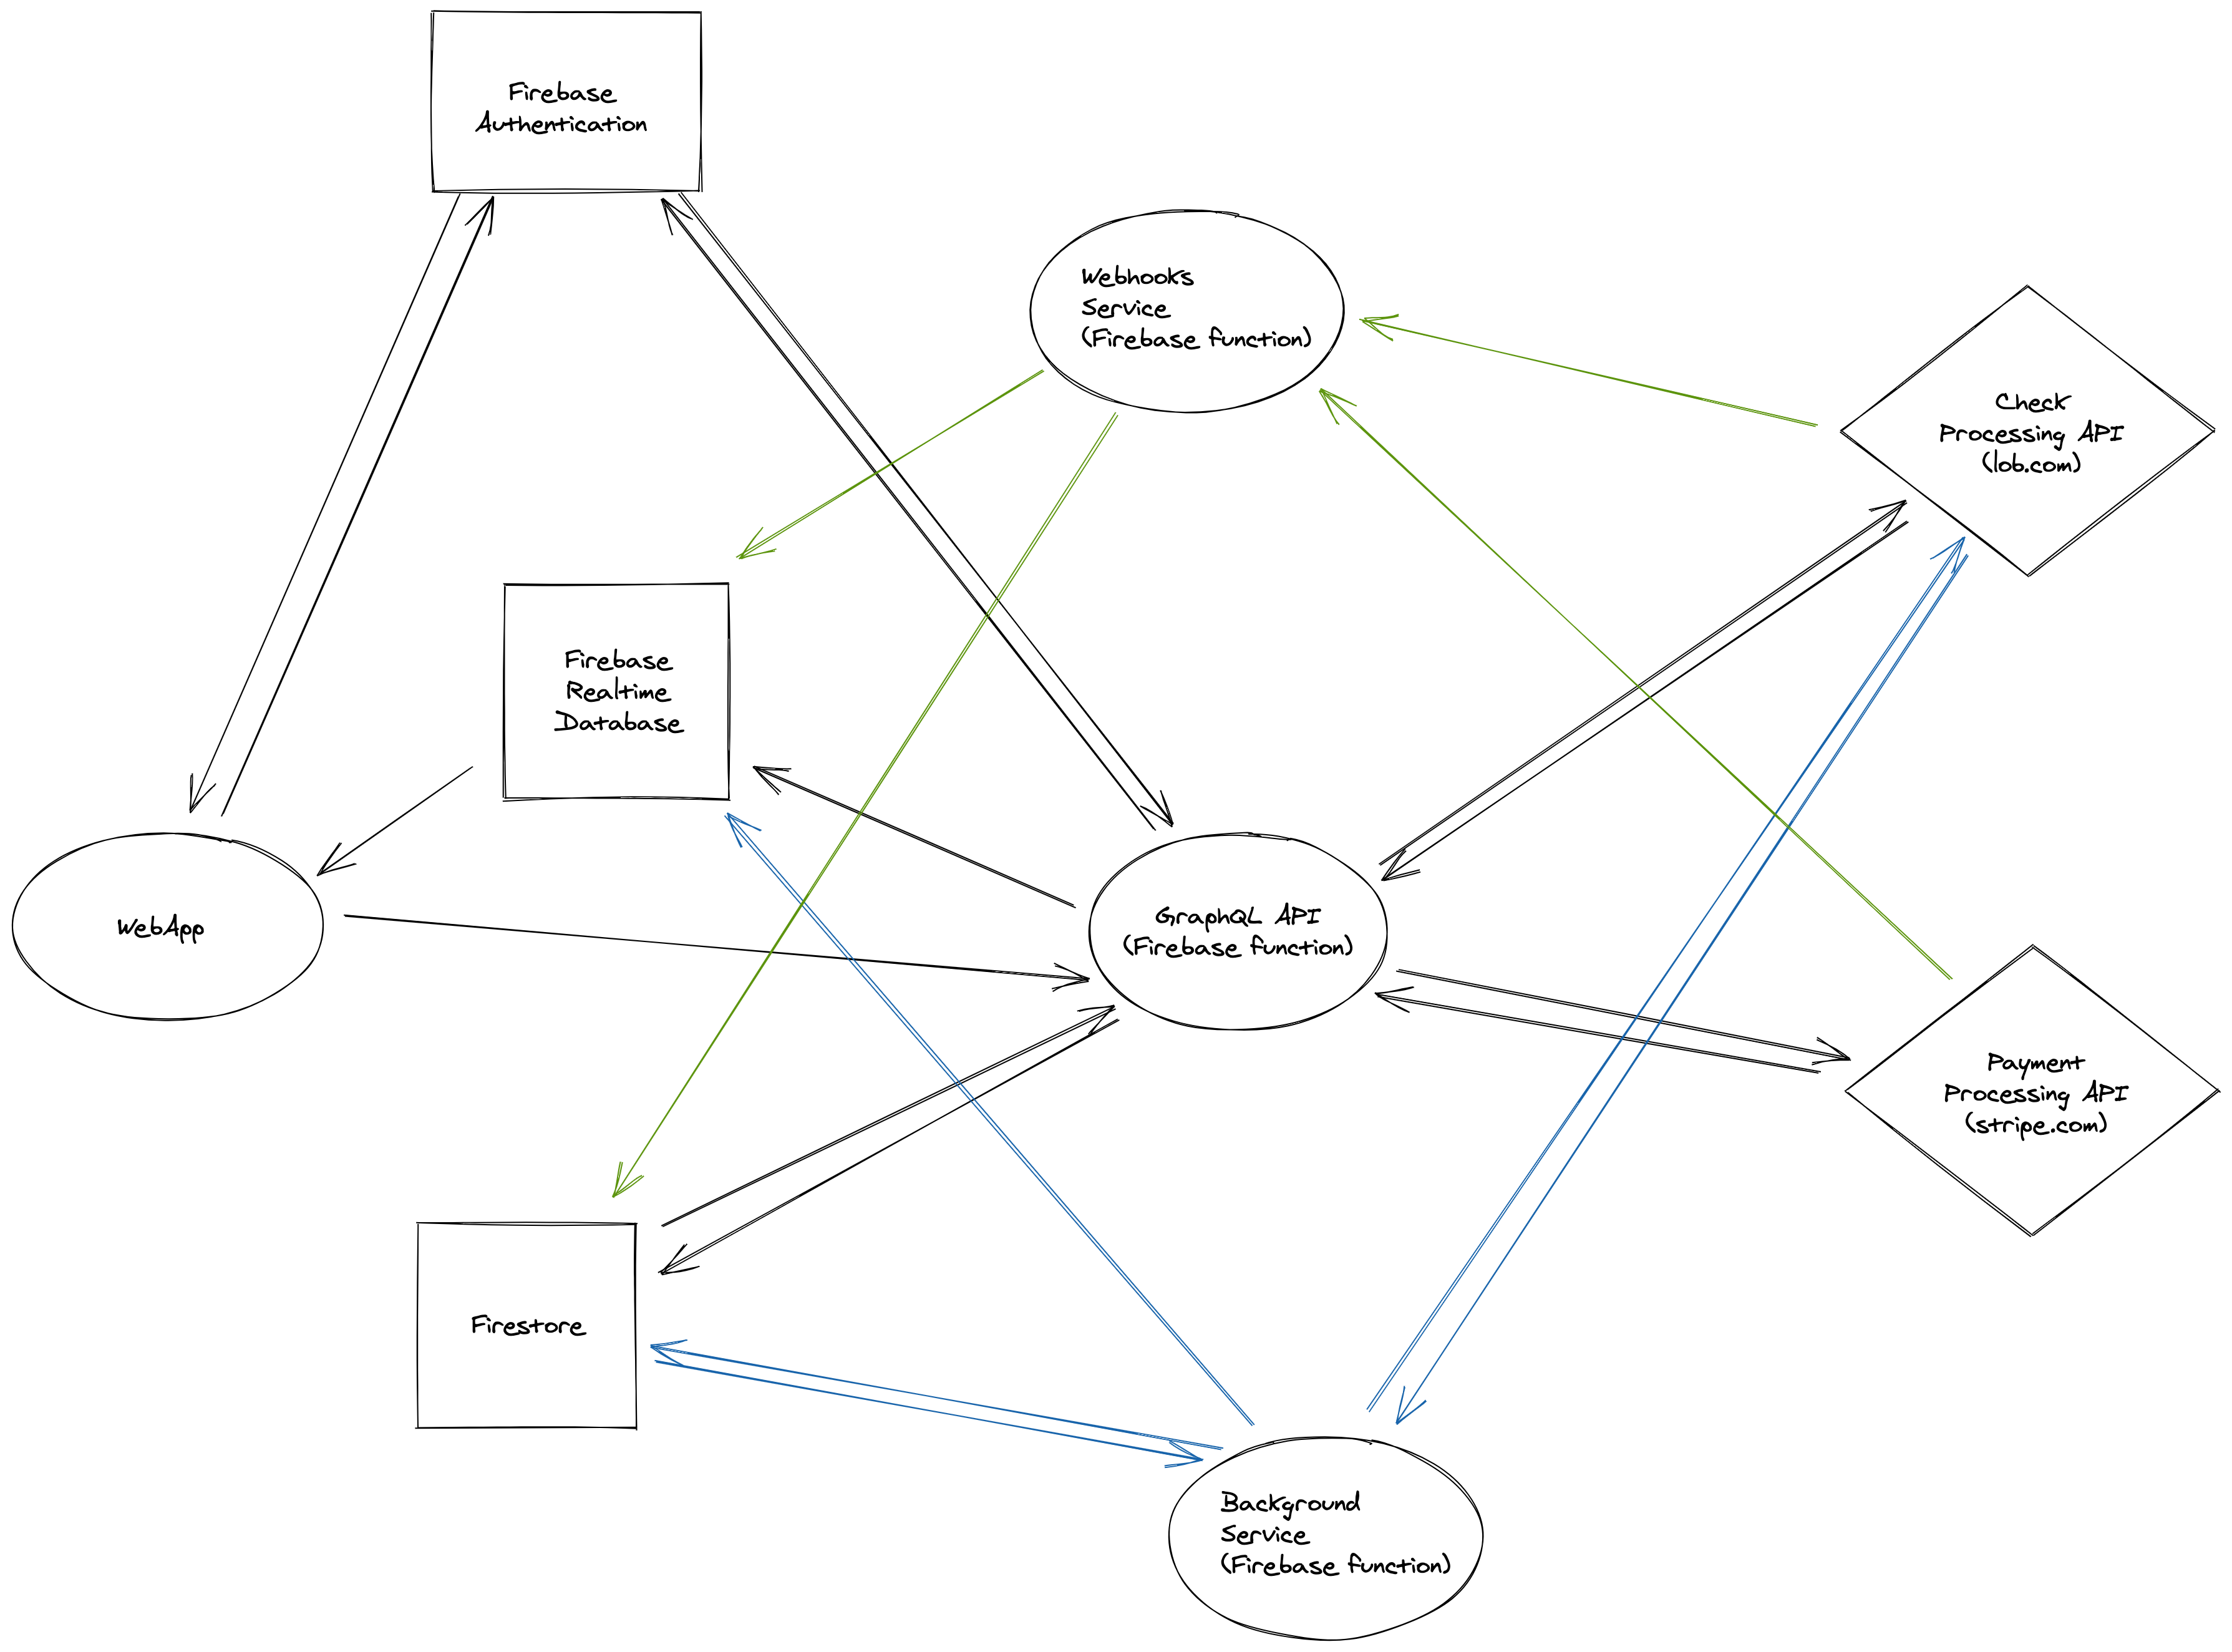 Firebase
Authentication
Webhooks
Service
(Firebase function)
Check
Processing API
(lob.com)
Firebase
Realtime
Database
WebApp
GraphQL API
(Firebase function)
Payment
Processing API
(stripe.com)
Firestore
Background
Service
(Firebase function)